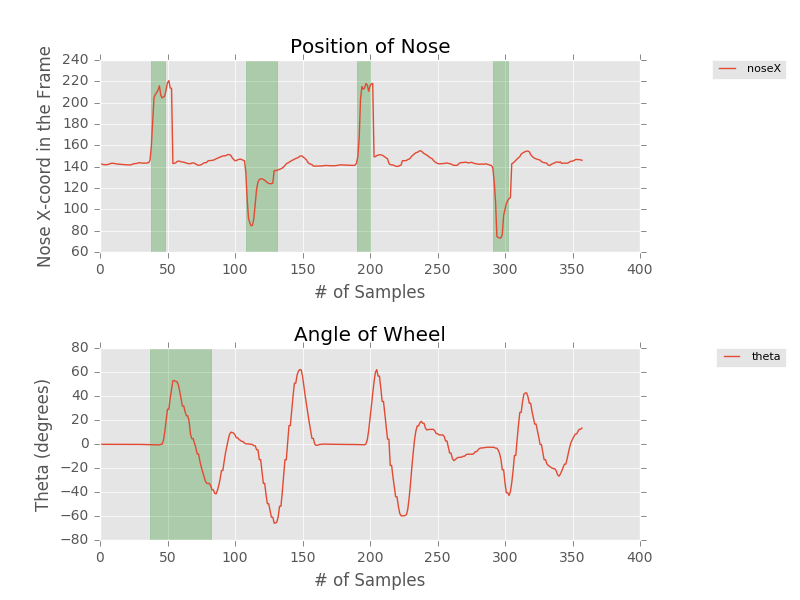 Position of Nose
240
220
200
180
160
140
120
100
80
60
Nose X-coord in the Frame
0 50 100 150 200 250 300 350 400
# of Samples
noseX
Angle of Wheel
80
60
40
20
0
−20
−40
−60
−80
Theta (degrees)
0 50 100 150 200 250 300 350 400
# of Samples
theta